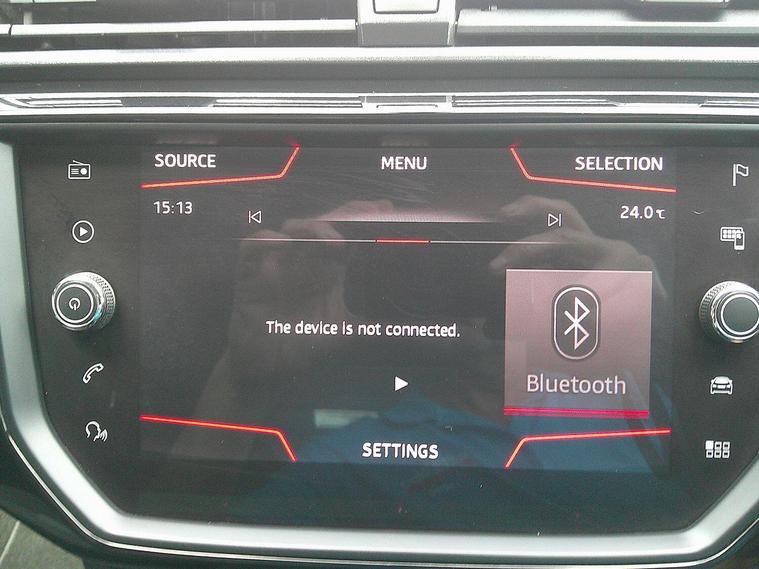 SOURCE
MENU
SELECTION
15:13
24.0°C
The device is not connected.
Bluetooth
SETTINGS